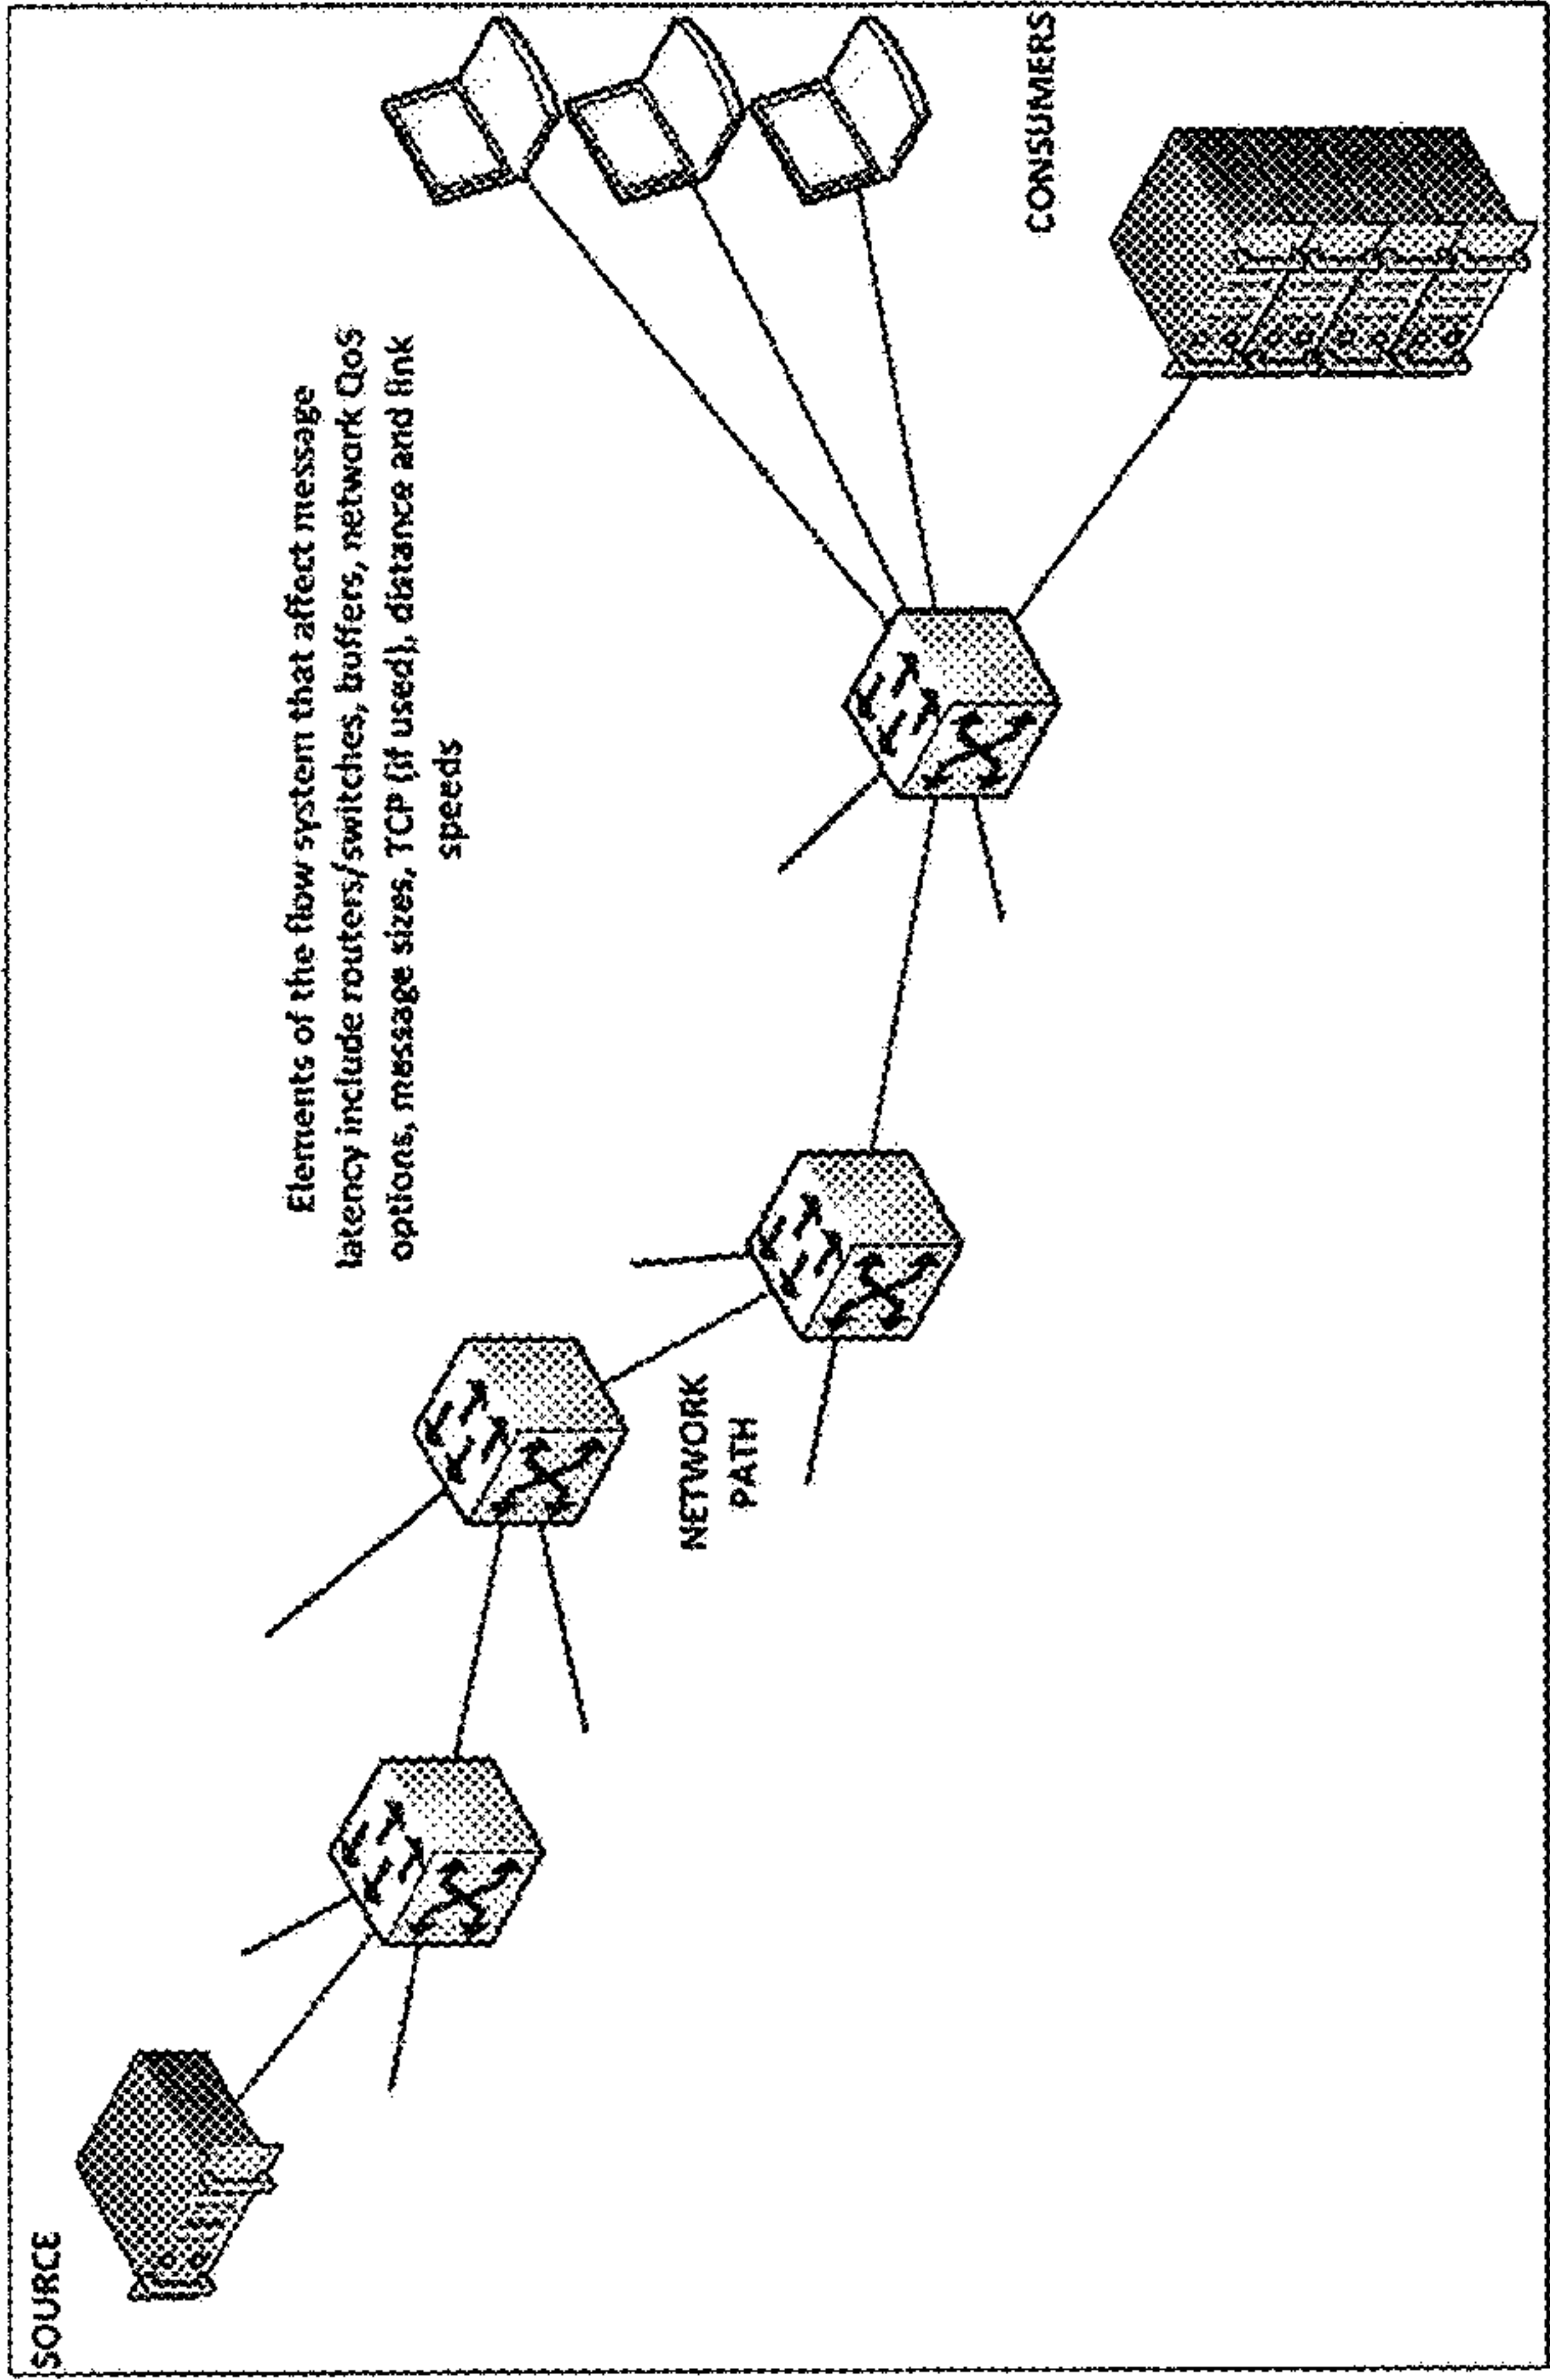 SOURCE
Elements of the flow system that affect message
latency include routers/switches, buffers, network QoS
options, message sizes, TCP (if used), distance and link
speeds
NETWORK
PATH
CONSUMERS